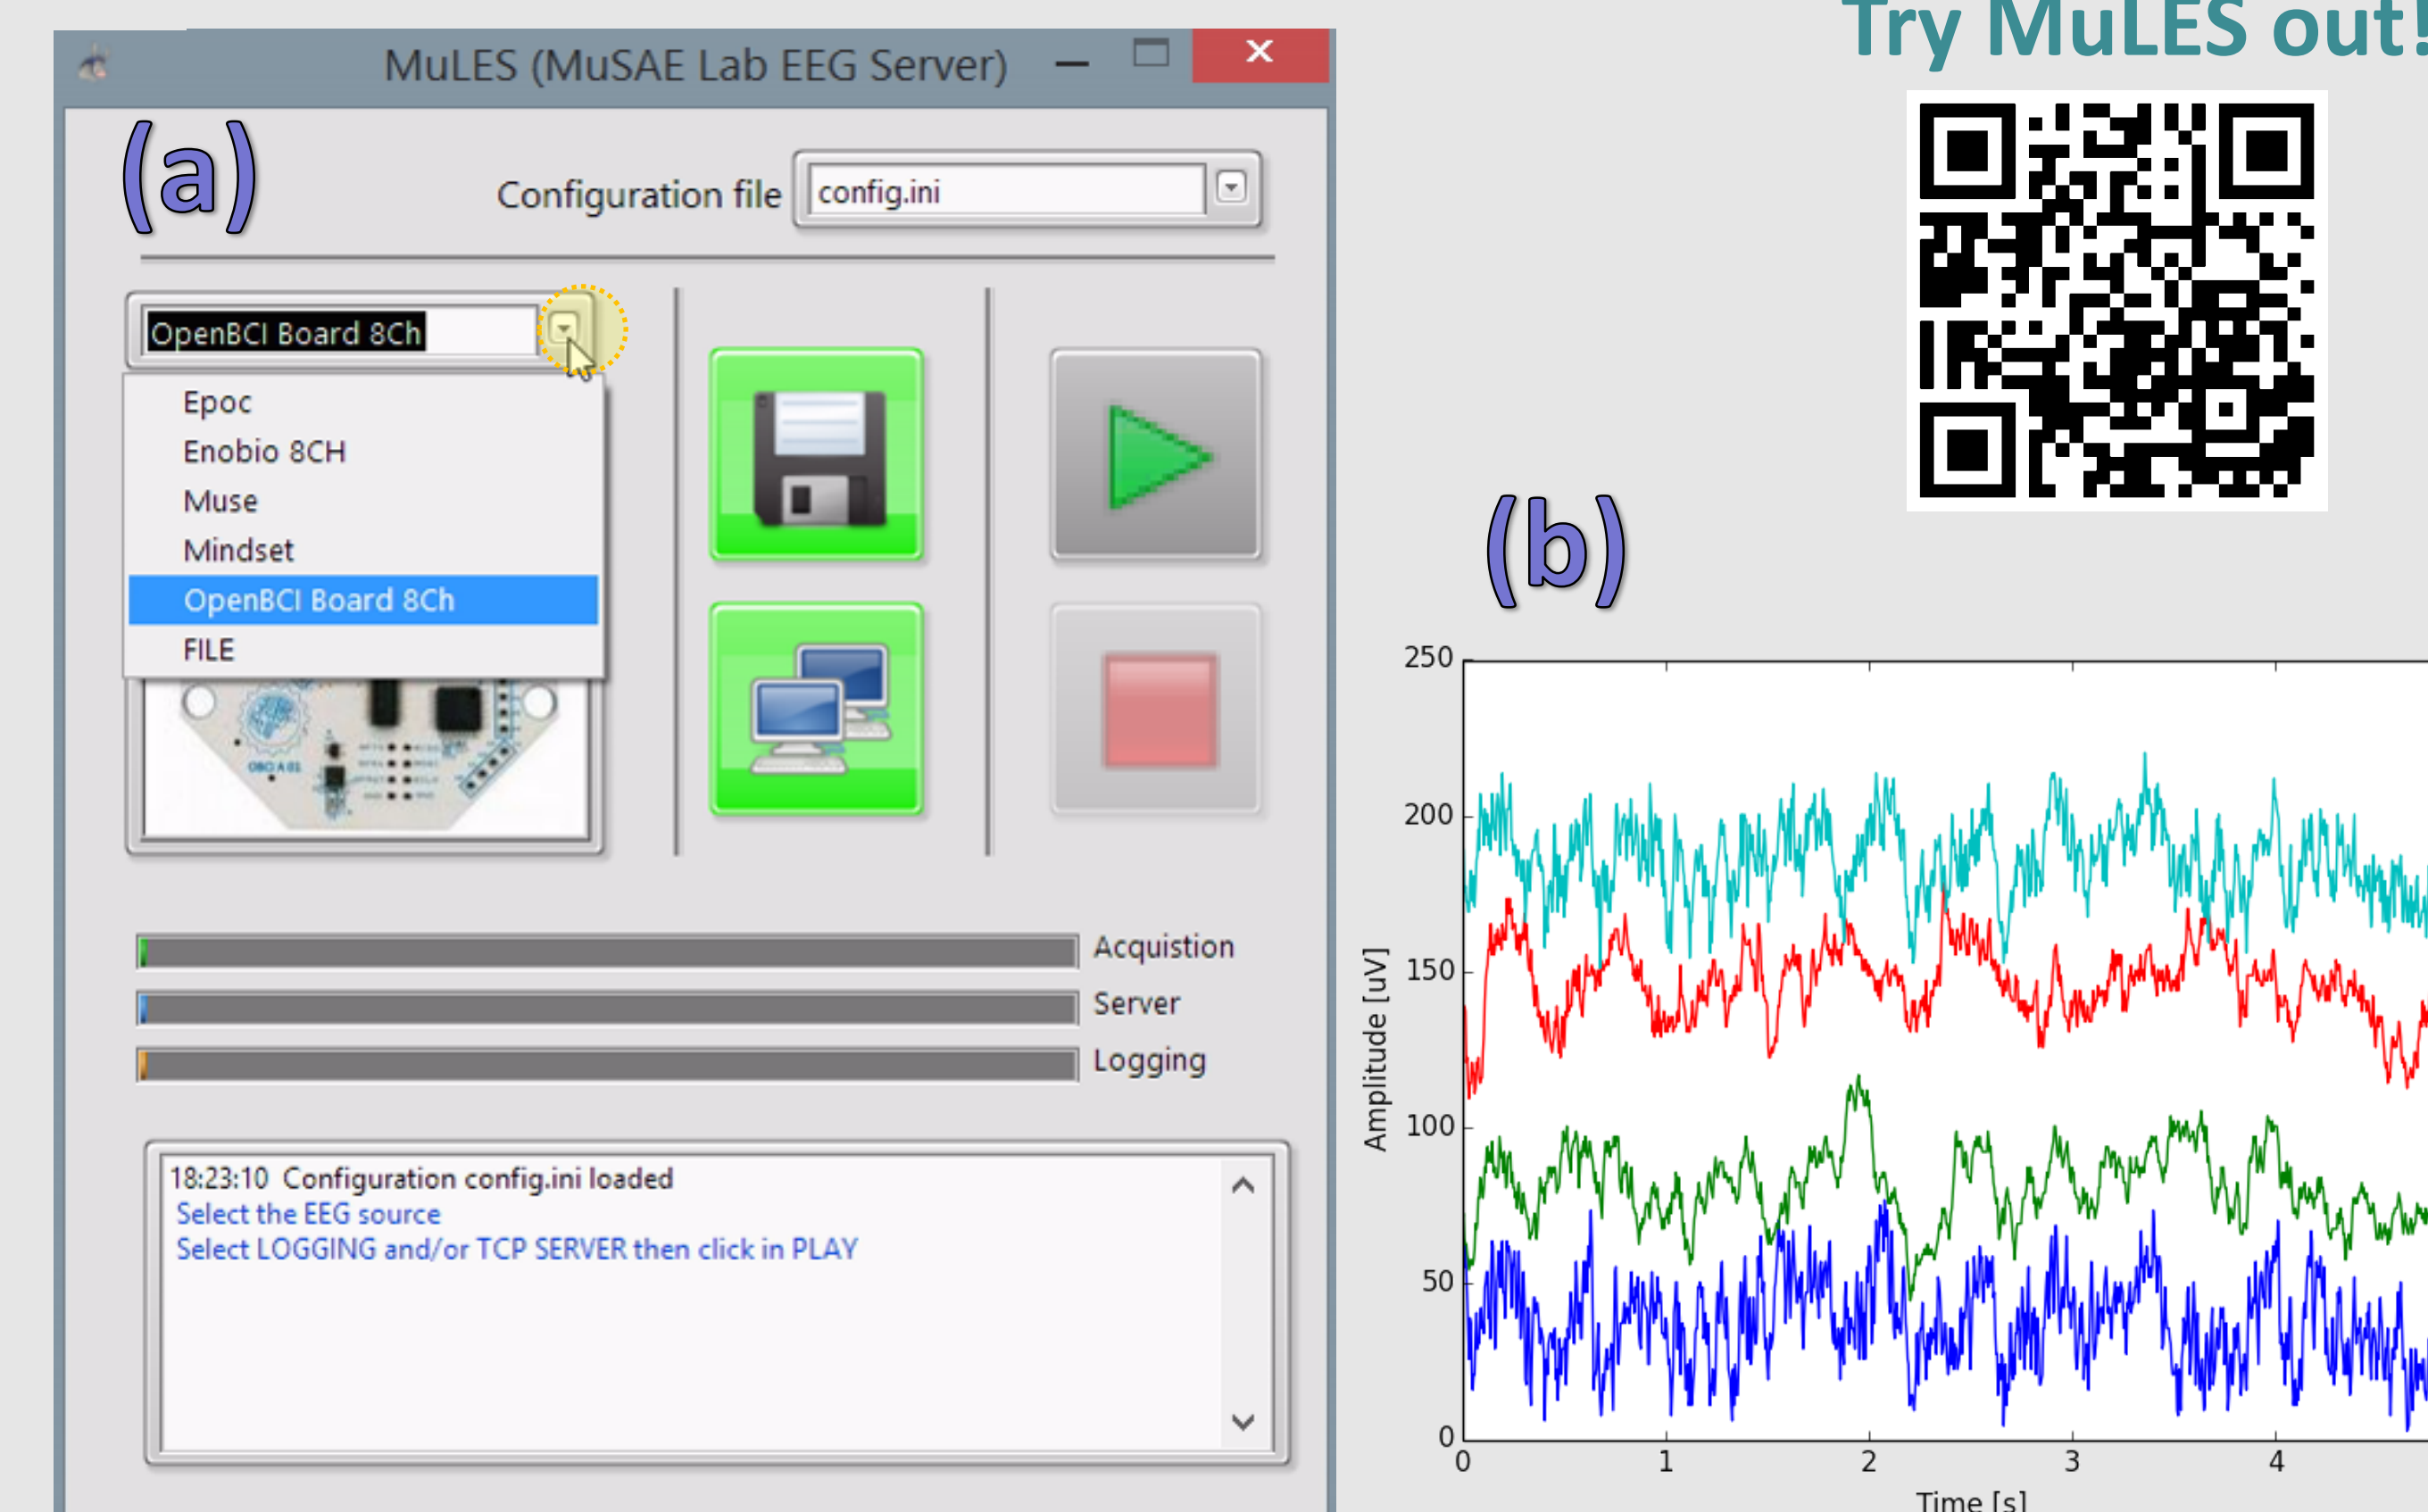 Try MuLES out!
MuLES (MuSAE Lab EEG Server)
(a)
Configuration file
config.ini
OpenBCI Board 8Ch
Epoc
Enobio 8CH
Muse
Mindset
OpenBCI Board 8Ch
FILE
Acquistion
Server
Logging
18:23:10 Configuration config.ini loaded
Select the EEG source
Select LOGGING and/or TCP SERVER then click in PLAY
(b)
250
200
150
100
50
0
Amplitude [uV]
0 1 2 3 4
Time [s]